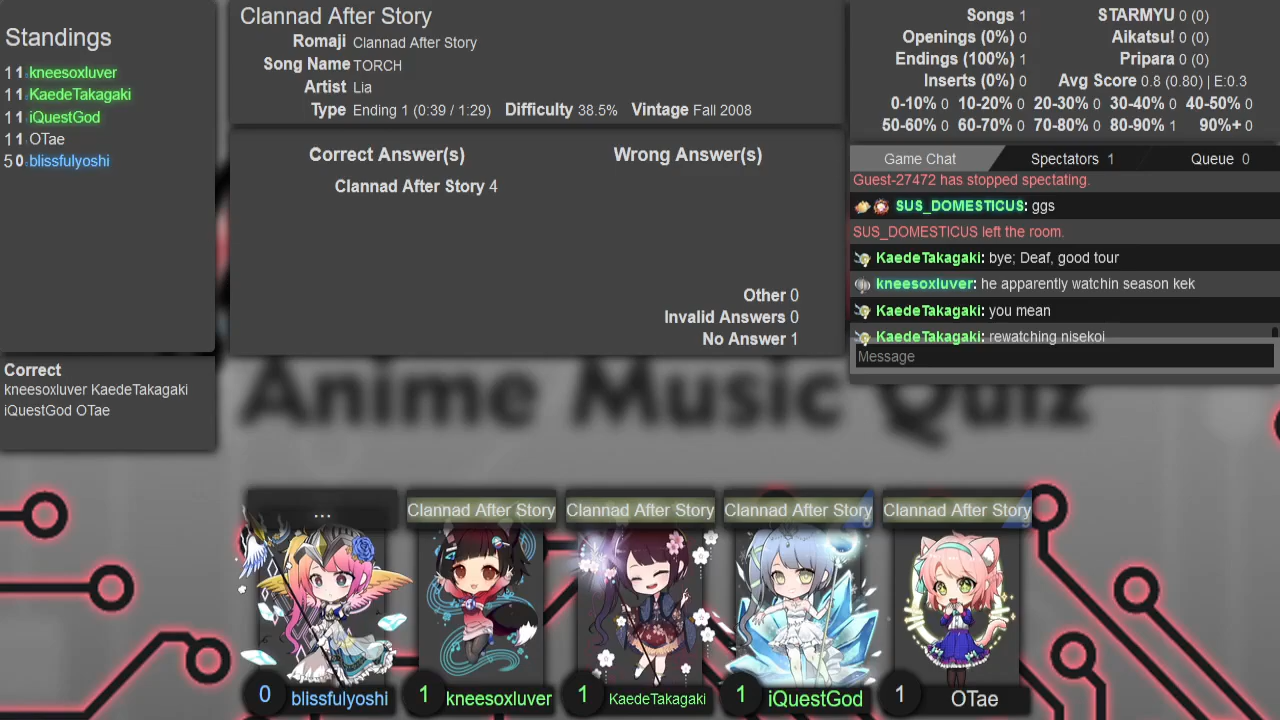 Standings
1 1 kneesoxluver
1 1 KaedeTakagaki
1 1 iQuestGod
1 1 OTae
5 0 blissfulyoshi
Correct
kneesoxluver KaedeTakagaki
iQuestGod OTae
Clannad After Story
Romaji Clannad After Story
Song Name TORCH
Artist Lia
Type Ending 1 (0:39 / 1:29) Difficulty 38.5% Vintage Fall 2008
Correct Answer(s) Wrong Answer(s)
Clannad After Story 4
Other 0
Invalid Answers 0
No Answer 1
Songs 1 STARMYU 0 (0)
Openings (0%) 0 Aikatsu! 0 (0)
Endings (100%) 1 Pripara 0 (0)
Inserts (0%) 0 Avg Score 0.8 (0.80) | E:0.3
0-10% 0 10-20% 0 20-30% 0 30-40% 0 40-50% 0
50-60% 0 60-70% 0 70-80% 0 80-90% 1 90%+ 0
Game Chat Spectators 1 Queue 0
Guest-27472 has stopped spectating.
SUS_DOMESTICUS: ggs
SUS_DOMESTICUS left the room.
KaedeTakagaki: bye; Deaf, good tour
kneesoxluver: he apparently watchin season kek
KaedeTakagaki: you mean
KaedeTakagaki: rewatching nisekoi
Message
Anime Music Quiz
... Clannad After Story Clannad After Story Clannad After Story Clannad After Story
0 blissfulyoshi 1 kneesoxluver 1 KaedeTakagaki 1 iQuestGod 1 OTae